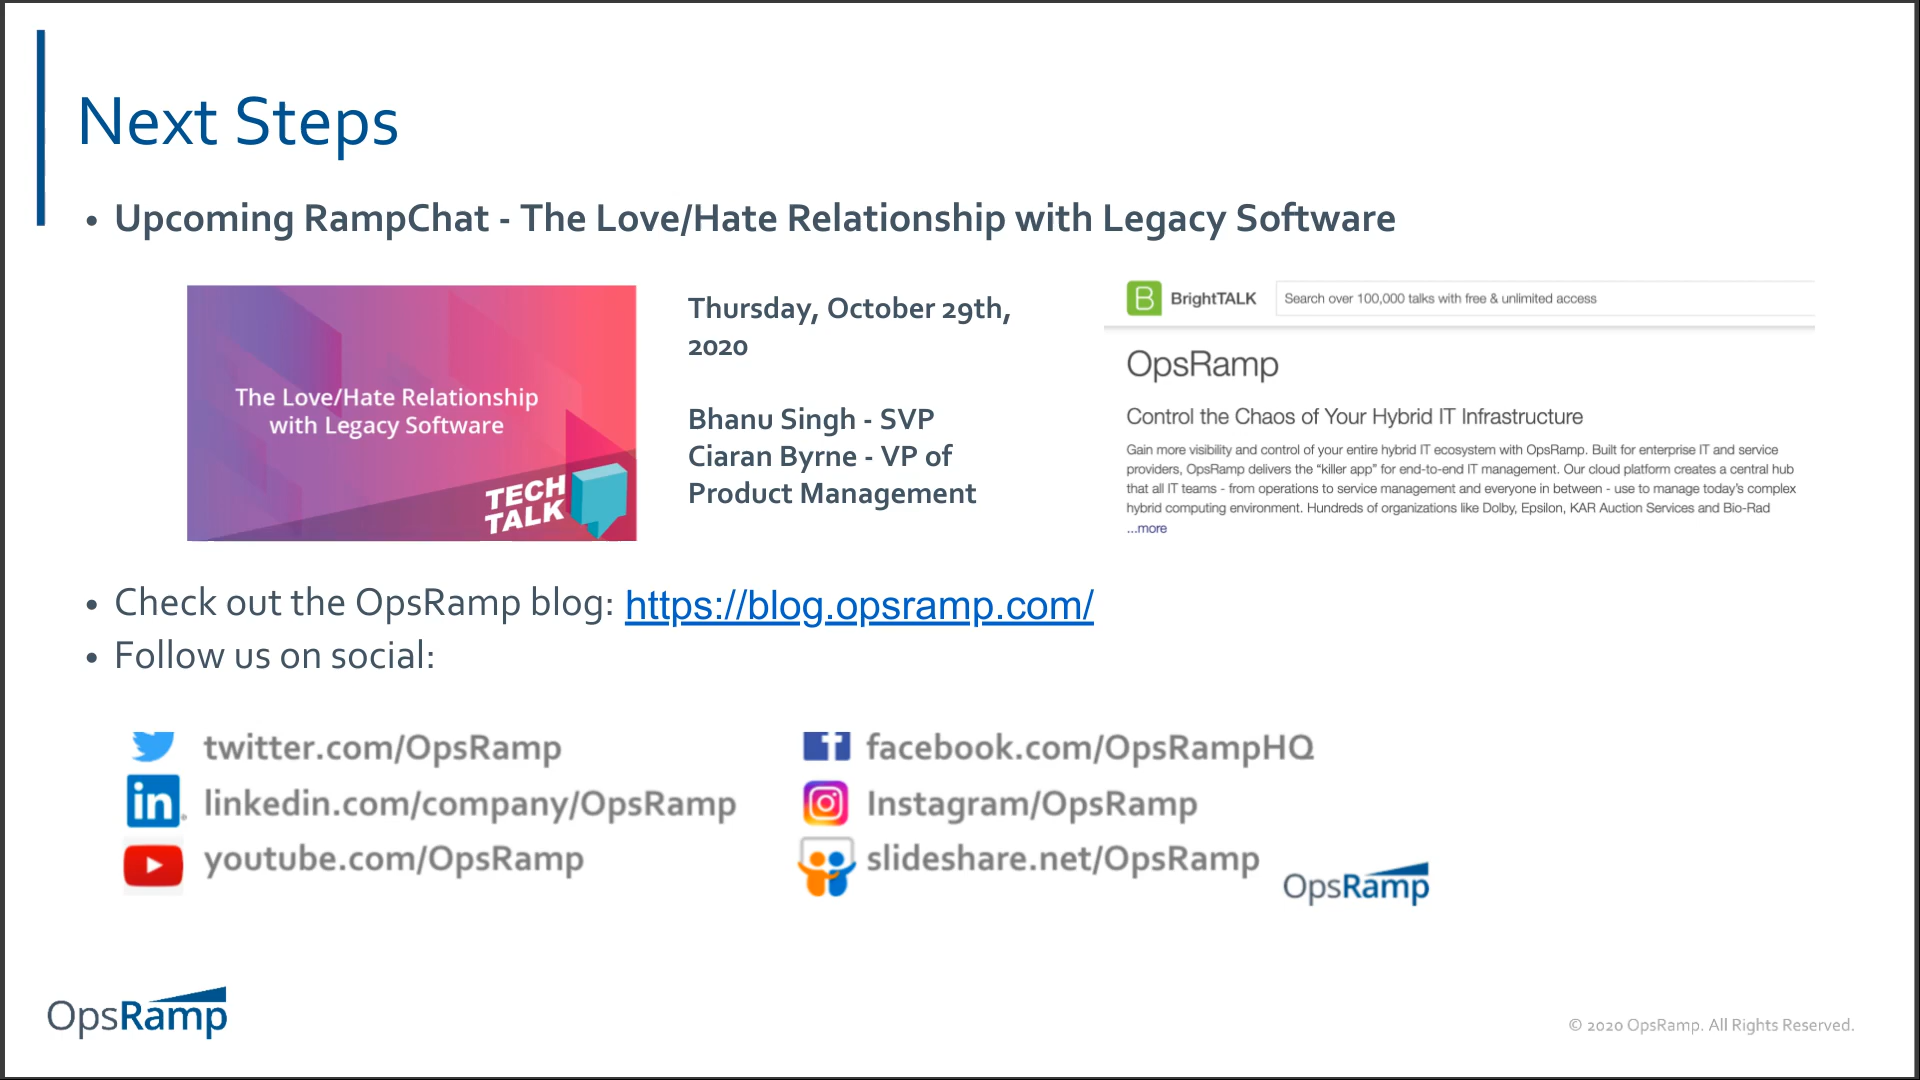 Next Steps
• Upcoming RampChat - The Love/Hate Relationship with Legacy Software
The Love/Hate Relationship
with Legacy Software
TECH
TALK
Thursday, October 29th,
2020
Bhanu Singh - SVP
Ciaran Byrne - VP of
Product Management
B BrightTALK
Search over 100,000 talks with free & unlimited access
OpsRamp
Control the Chaos of Your Hybrid IT Infrastructure
Gain more visibility and control of your entire hybrid IT ecosystem with OpsRamp. Built for enterprise IT and service
providers, OpsRamp delivers the “killer app” for end-to-end IT management. Our cloud platform creates a central hub
that all IT teams - from operations to service management and everyone in between - use to manage today’s complex
hybrid computing environment. Hundreds of organizations like Dolby, Epsilon, KAR Auction Services and Bio-Rad
...more
• Check out the OpsRamp blog: https://blog.opsramp.com/
• Follow us on social:
twitter.com/OpsRamp
in linkedin.com/company/OpsRamp
youtube.com/OpsRamp
f facebook.com/OpsRampHQ
Instagram/OpsRamp
slideshare.net/OpsRamp
OpsRamp
OpsRamp
© 2020 OpsRamp. All Rights Reserved.